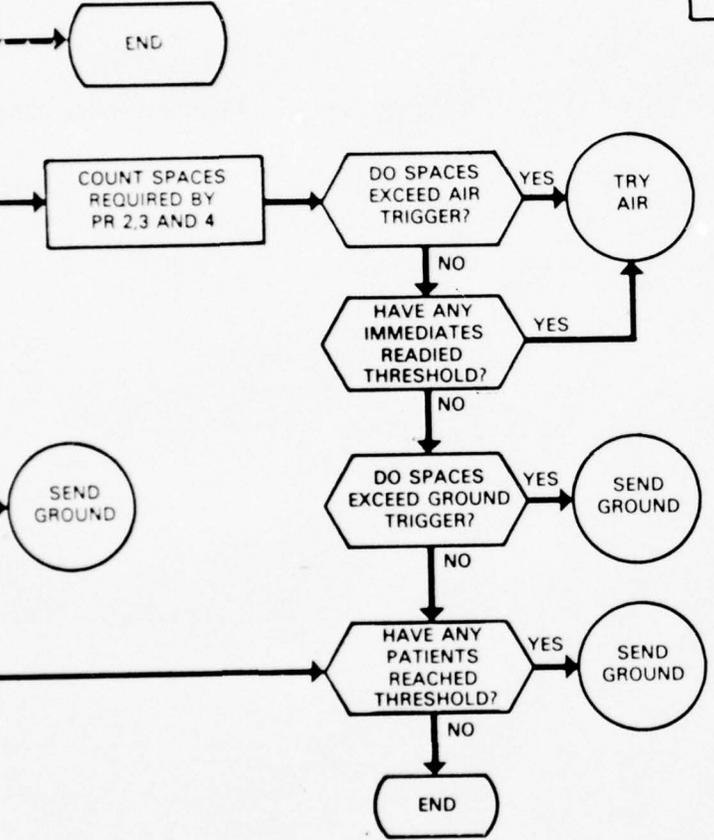 END
COUNT SPACES
REQUIRED BY
PR 2,3 AND 4
DO SPACES
EXCEED AIR
TRIGGER?
YES
TRY
AIR
NO
HAVE ANY
IMMEDIATES
READIED
THRESHOLD?
YES
NO
SEND
GROUND
DO SPACES
EXCEED GROUND
TRIGGER?
YES
SEND
GROUND
NO
HAVE ANY
PATIENTS
REACHED
THRESHOLD?
YES
SEND
GROUND
NO
END